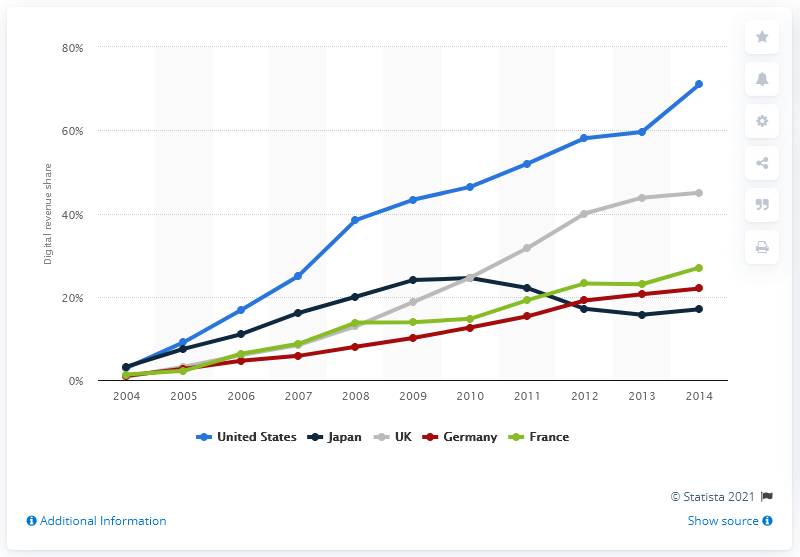 80%
60%
40%
20%
0%
Digital revenue share
2004 2005 2006 2007 2008 2009 2010 2011 2012 2013 2014
United States Japan UK Germany France
© Statista 2021
Additional Information
Show source